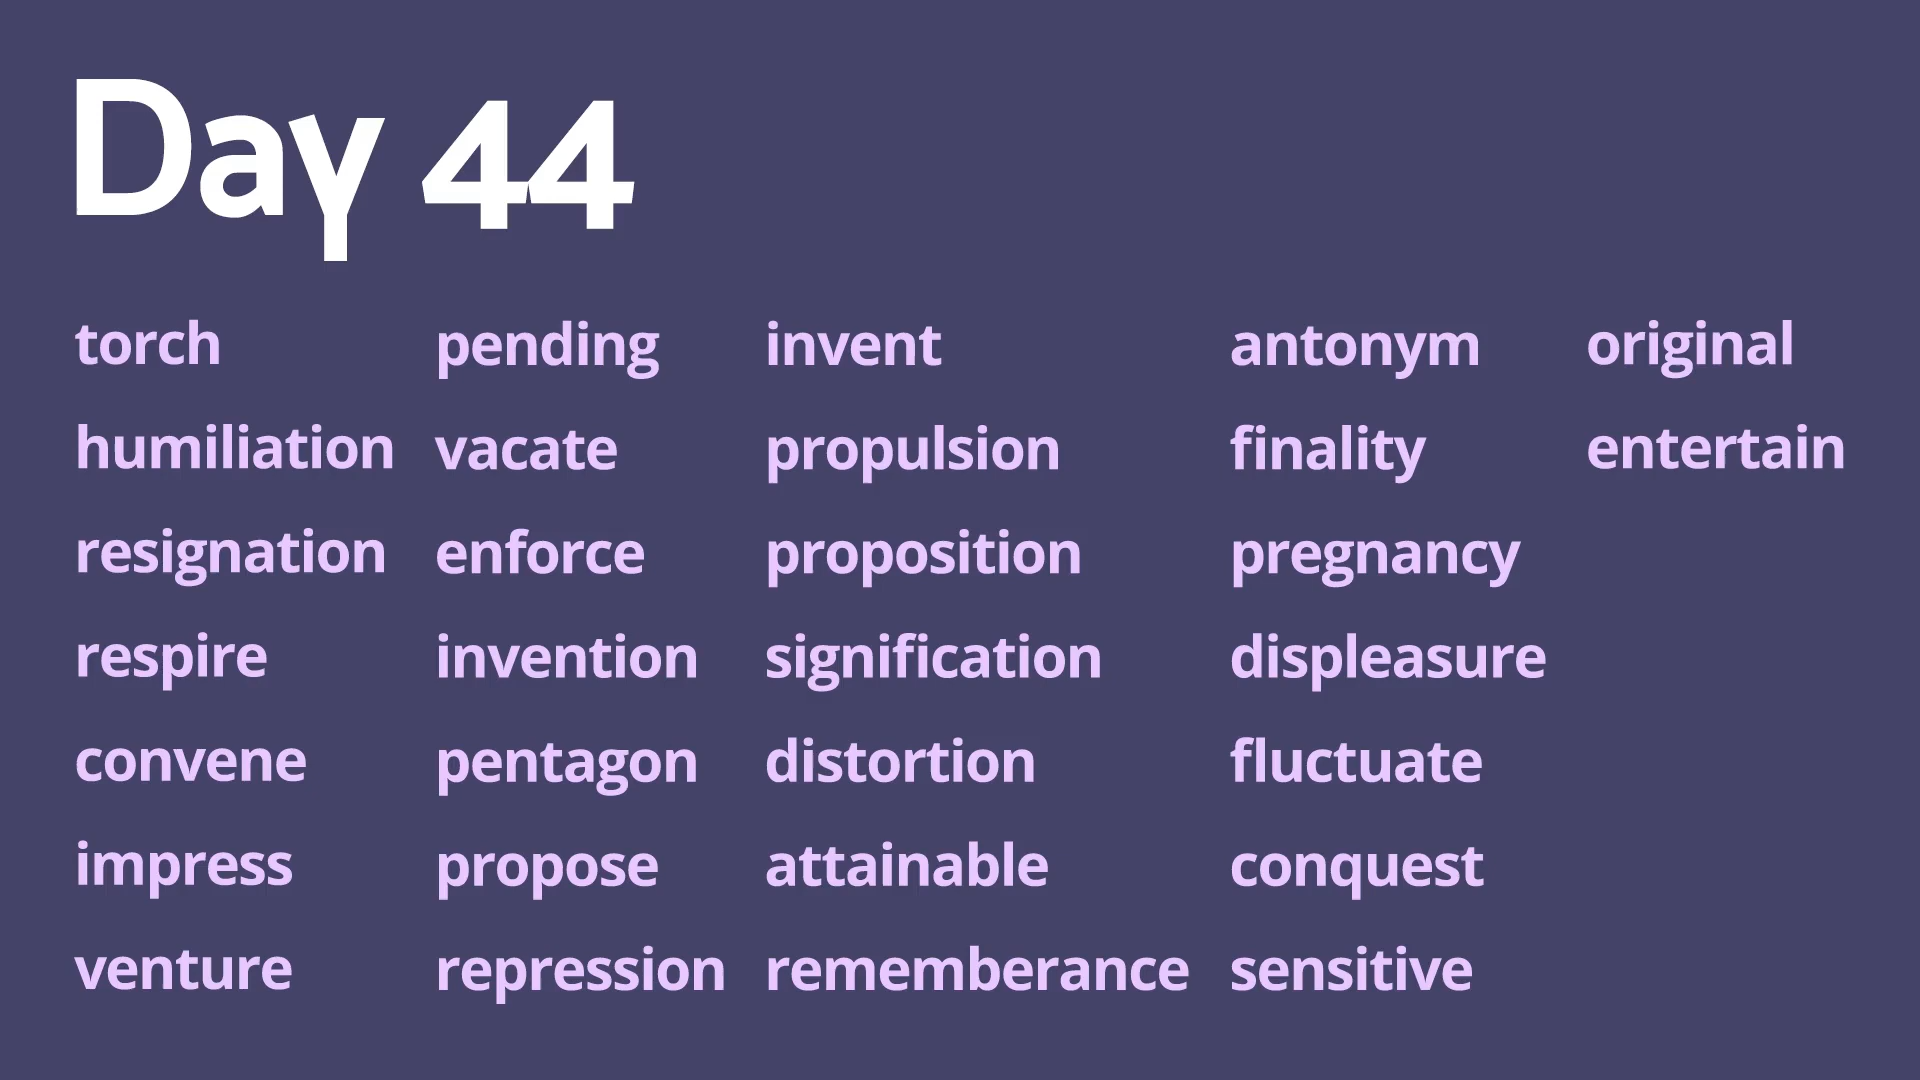 Day 44
torch
humiliation
resignation
respire
convene
impress
venture
pending
vacate
enforce
invention
pentagon
propose
repression
invent
propulsion
proposition
signification
distortion
attainable
rememberance
antonym
finality
pregnancy
displeasure
fluctuate
conquest
sensitive
original
entertain